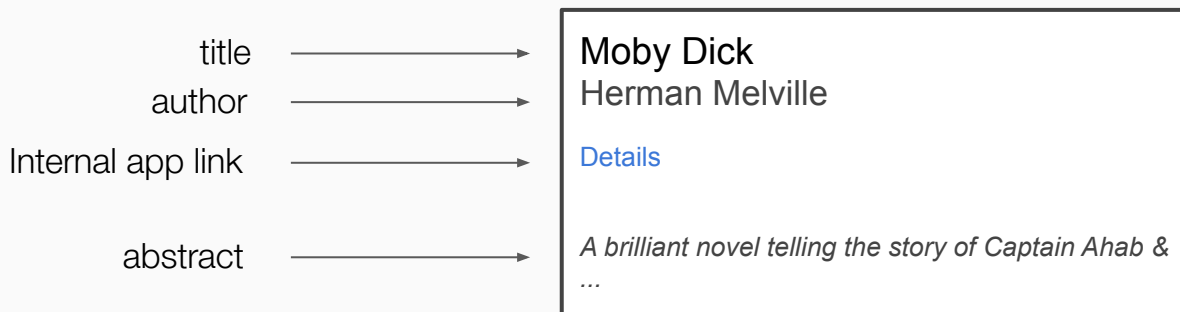 title
Moby Dick
author
Herman Melville
Internal app link
Details
abstract
A brilliant novel telling the story of Captain Ahab &
...